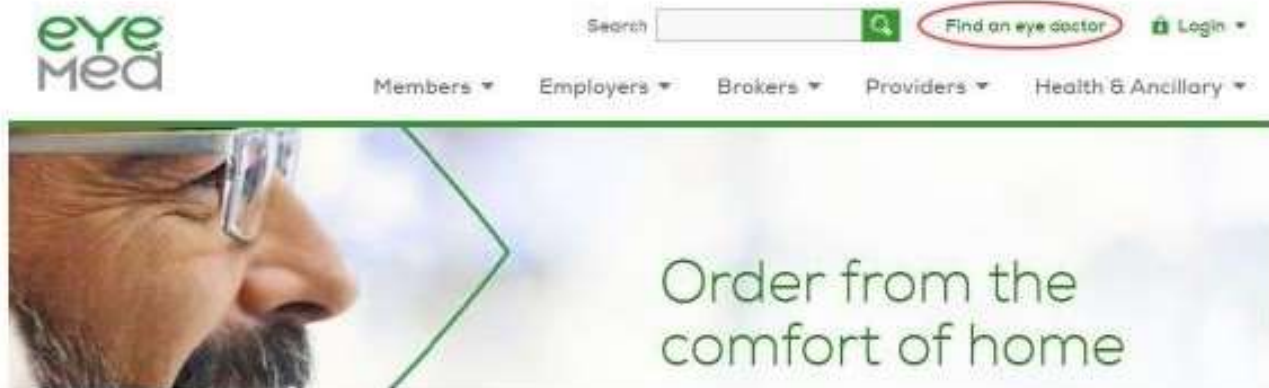 eye
Med
Search Find an eye doctor Login
Members Employers Brokers Providers Health & Ancillary
Order from the
comfort of home